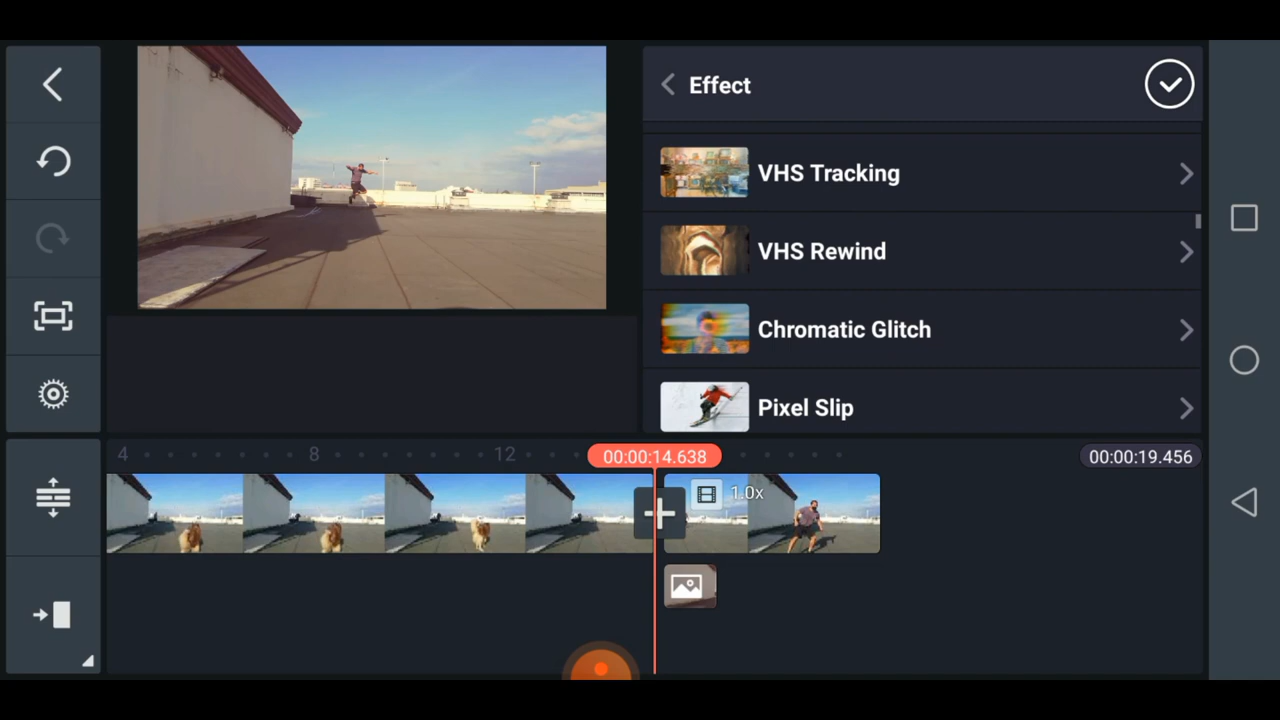 Effect
VHS Tracking
VHS Rewind
Chromatic Glitch
Pixel Slip
4 8 12 00:00:14.638 00:00:19.456
1.0x